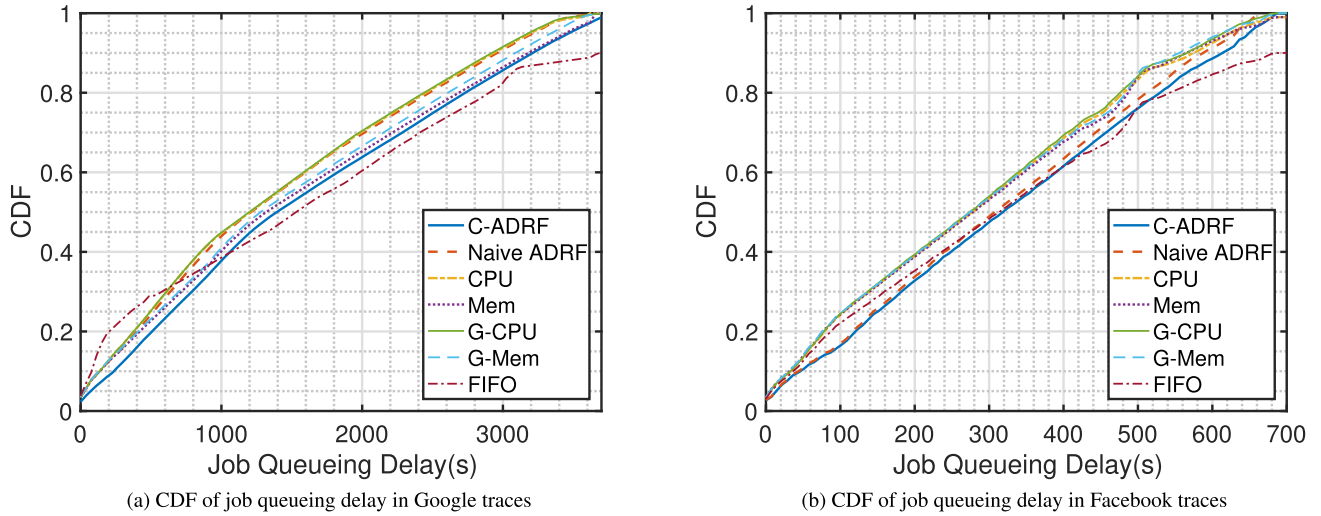 1
0.8
0.6
0.4
0.2
0
CDF
0 1000 2000 3000
Job Queueing Delay(s)
C-ADRF
Naive ADRF
CPU
Mem
G-CPU
G-Mem
FIFO
(a) CDF of job queueing delay in Google traces
1
0.8
0.6
0.4
0.2
0
CDF
0 100 200 300 400 500 600 700
Job Queueing Delay(s)
C-ADRF
Naive ADRF
CPU
Mem
G-CPU
G-Mem
FIFO
(b) CDF of job queueing delay in Facebook traces